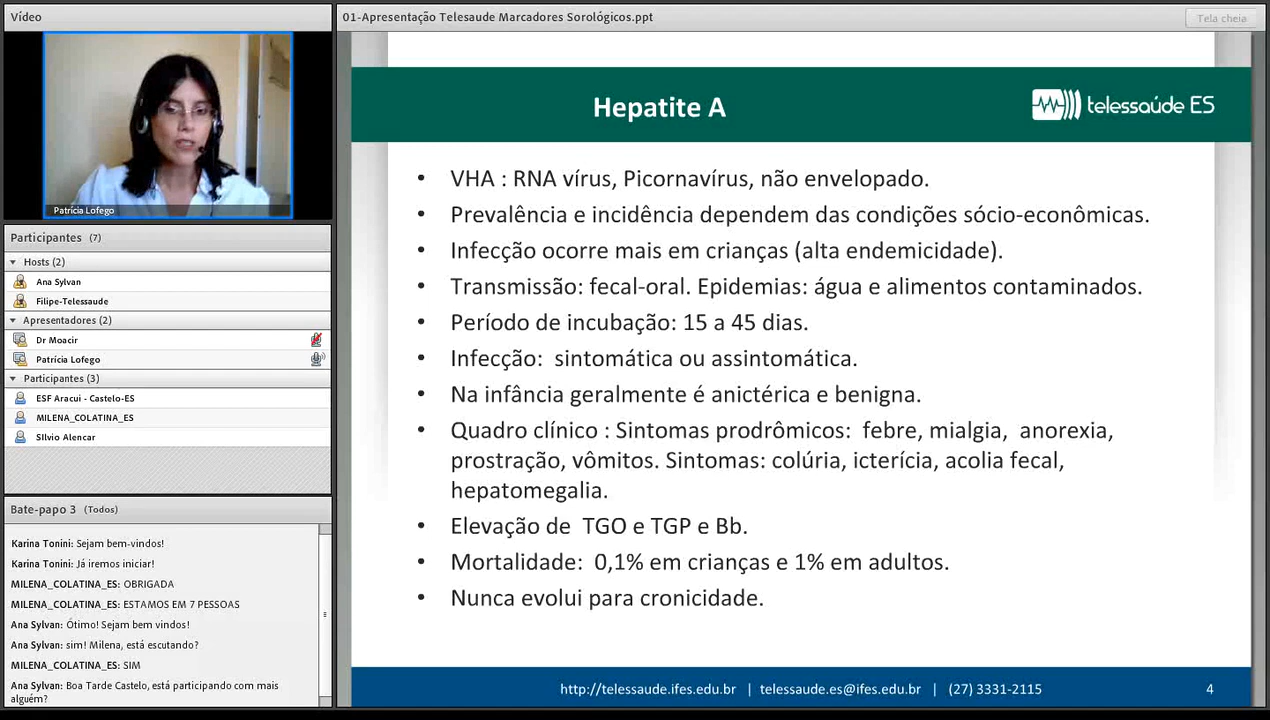 Vídeo
Patrícia Lofego
Participantes (7)
Hosts (2)
Ana Sylvan
Filipe-Telessaude
Apresentadores (2)
Dr Moacir
Patrícia Lofego
Participantes (3)
ESF Aracui - Castelo-ES
MILENA_COLATINA_ES
SIlvio Alencar
Bate-papo 3 (Todos)
Karina Tonini: Sejam bem-vindos!
Karina Tonini: Já iremos iniciar!
MILENA_COLATINA_ES: OBRIGADA
MILENA_COLATINA_ES: ESTAMOS EM 7 PESSOAS
Ana Sylvan: Ótimo! Sejam bem vindos!
Ana Sylvan: sim! Milena, está escutando?
MILENA_COLATINA_ES: SIM
Ana Sylvan: Boa Tarde Castelo, está participando com mais
alguém?
01-Apresentação Telesaude Marcadores Sorológicos.ppt
Tela cheia
Hepatite A
telessaúde ES
• VHA : RNA vírus, Picornavírus, não envelopado.
• Prevalência e incidência dependem das condições sócio-econômicas.
• Infecção ocorre mais em crianças (alta endemicidade).
• Transmissão: fecal-oral. Epidemias: água e alimentos contaminados.
• Período de incubação: 15 a 45 dias.
• Infecção: sintomática ou assintomática.
• Na infância geralmente é anictérica e benigna.
• Quadro clínico : Sintomas prodrômicos: febre, mialgia, anorexia,
prostração, vômitos. Sintomas: colúria, icterícia, acolia fecal,
hepatomegalia.
• Elevação de TGO e TGP e Bb.
• Mortalidade: 0,1% em crianças e 1% em adultos.
• Nunca evolui para cronicidade.
http://telessaude.ifes.edu.br | telessaude.es@ifes.edu.br | (27) 3331-2115
4